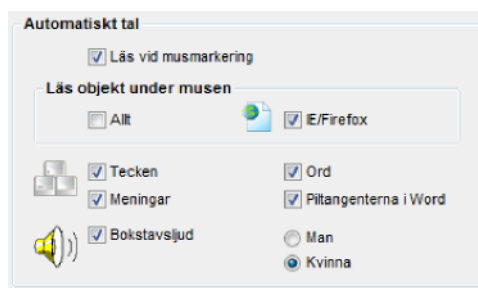 Automatiskt tal
Läs vid musmarkering
Läs objekt under musen
Allt
IE/Firefox
Tecken
Ord
Meningar
Piltangenterna i Word
Bokstavsljud
Man
Kvinna